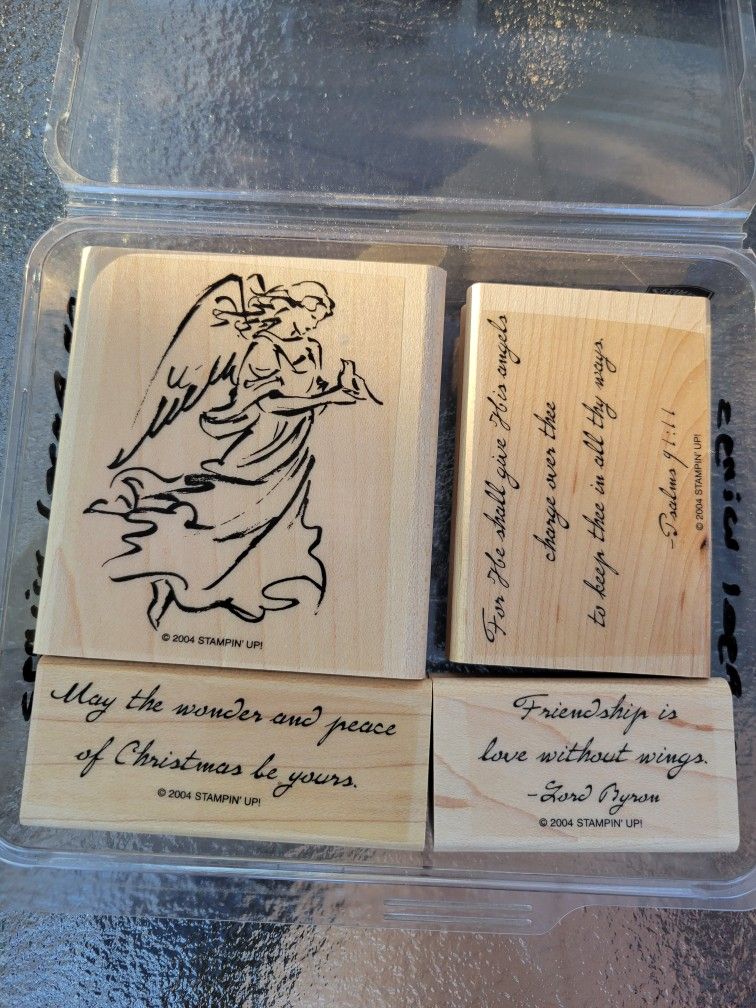 © 2004 STAMPIN' UP!
For He shall give His angels
charge over thee
to keep thee in all thy ways.
-Psalms 91:11
© 2004 STAMPIN' UP!
May the wonder and peace
of Christmas be yours.
© 2004 STAMPIN' UP!
Friendship is
love without wings.
-Lord Byron
© 2004 STAMPIN' UP!